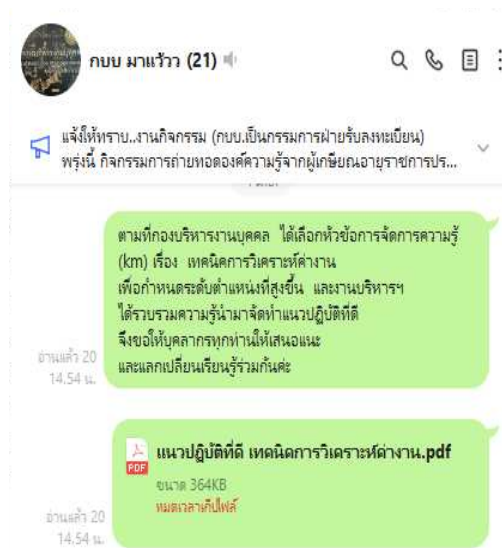 กบบ มาแว้วว (21)
แจ้งให้ทราบ..งานกิจกรรม (กบบ.เป็นกรรมการฝ่ายรับลงทะเบียน)
พรุ่งนี้ กิจกรรมการถ่ายทอดองค์ความรู้จากผู้เกษียณอายุราชการประ...
ตามที่กองบริหารงานบุคคล ได้เลือกหัวข้อการจัดการความรู้
(km) เรื่อง เทคนิคการวิเคราะห์ค่างาน
เพื่อกำหนดระดับตำแหน่งที่สูงขึ้น และงานบริหารฯ
ได้รวบรวมความรู้นำมาจัดทำแนวปฏิบัติที่ดี
จึงขอให้บุคลากรทุกท่านให้เสนอแนะ
และแลกเปลี่ยนเรียนรู้ร่วมกันค่ะ
อ่านแล้ว 20
14.54 น.
PDF
แนวปฏิบัติที่ดี เทคนิคการวิเคราะห์ค่างาน.pdf
ขนาด 364KB
หมดเวลาเก็บไฟล์
อ่านแล้ว 20
14.54 น.